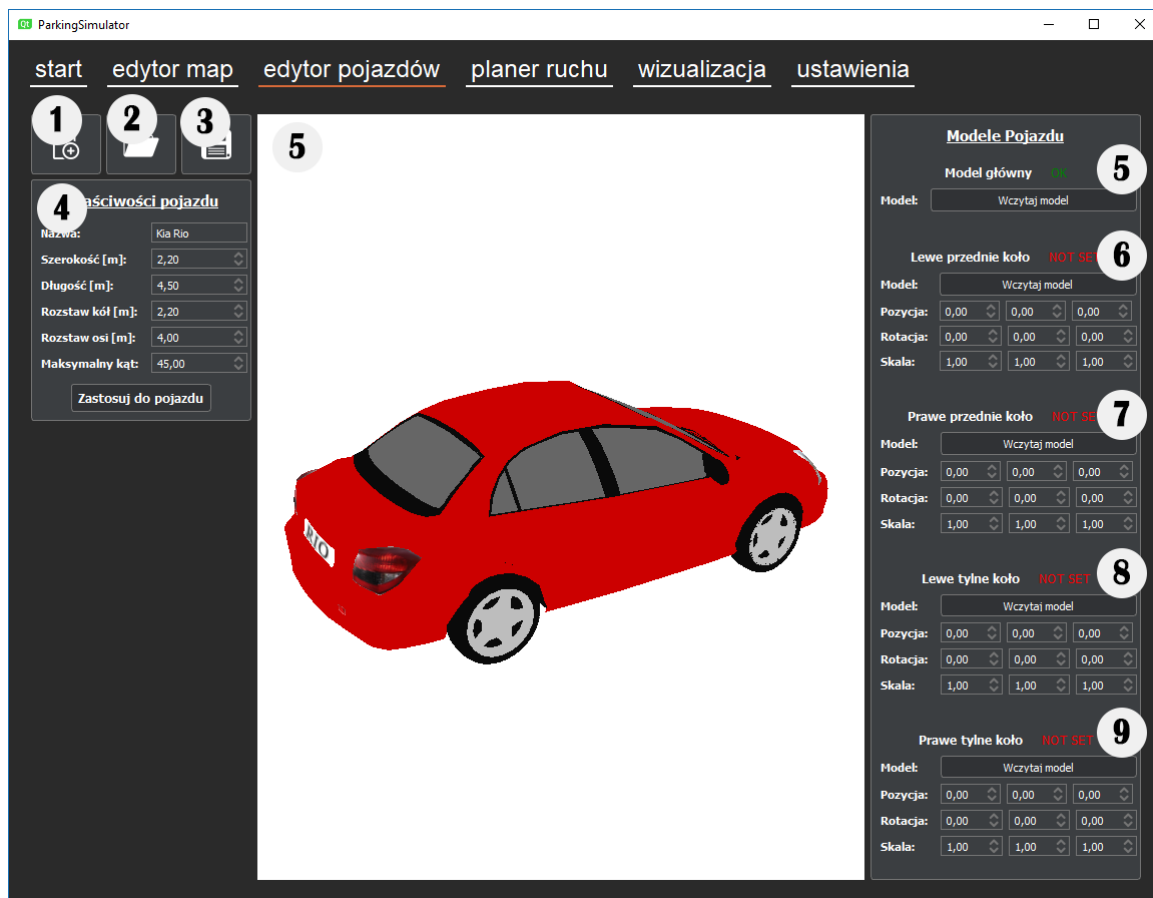 ParkingSimulator
start edytor map edytor pojazdów planer ruchu wizualizacja ustawienia
1 2 3
4 aściwości pojazdu
Nazwa: Kia Rio
Szerokość [m]: 2,20
Długość [m]: 4,50
Rozstaw kół [m]: 2,20
Rozstaw osi [m]: 4,00
Maksymalny kąt: 45,00
Zastosuj do pojazdu
5
RIO
Modele Pojazdu
Model główny OK 5
Model: Wczytaj model
Lewe przednie koło NOT SET 6
Model: Wczytaj model
Pozycja: 0,00 0,00 0,00
Rotacja: 0,00 0,00 0,00
Skala: 1,00 1,00 1,00
Prawe przednie koło NOT SET 7
Model: Wczytaj model
Pozycja: 0,00 0,00 0,00
Rotacja: 0,00 0,00 0,00
Skala: 1,00 1,00 1,00
Lewe tylne koło NOT SET 8
Model: Wczytaj model
Pozycja: 0,00 0,00 0,00
Rotacja: 0,00 0,00 0,00
Skala: 1,00 1,00 1,00
Prawe tylne koło NOT SET 9
Model: Wczytaj model
Pozycja: 0,00 0,00 0,00
Rotacja: 0,00 0,00 0,00
Skala: 1,00 1,00 1,00